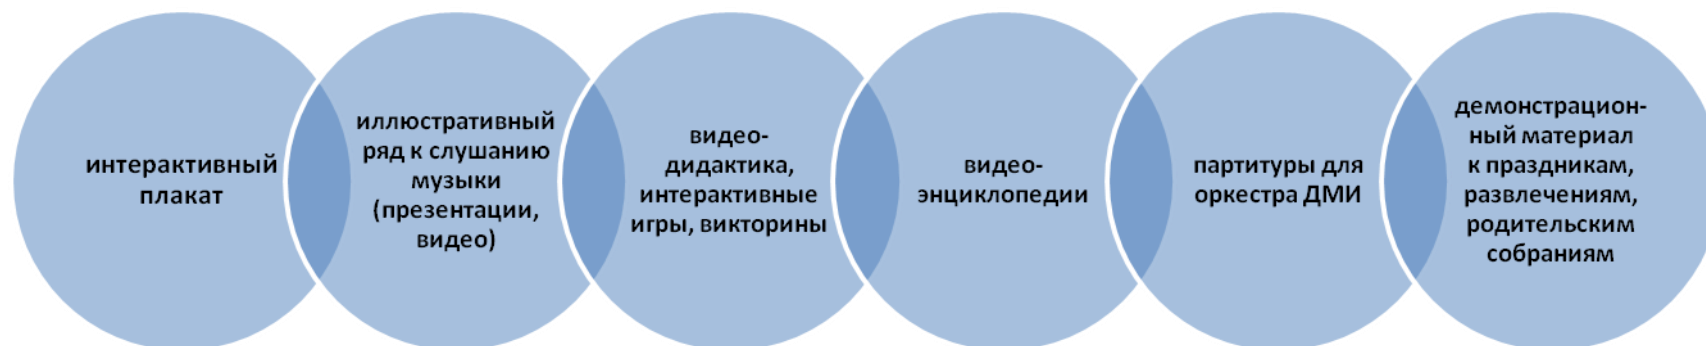 интерактивный
плакат
иллюстративный
ряд к слушанию
музыки
(презентации,
видео)
видео-
дидактика,
интерактивные
игры, викторины
видео-
энциклопедии
партитуры для
оркестра ДМИ
демонстрацион-
ный материал
к праздникам,
развлечениям,
родительским
собраниям